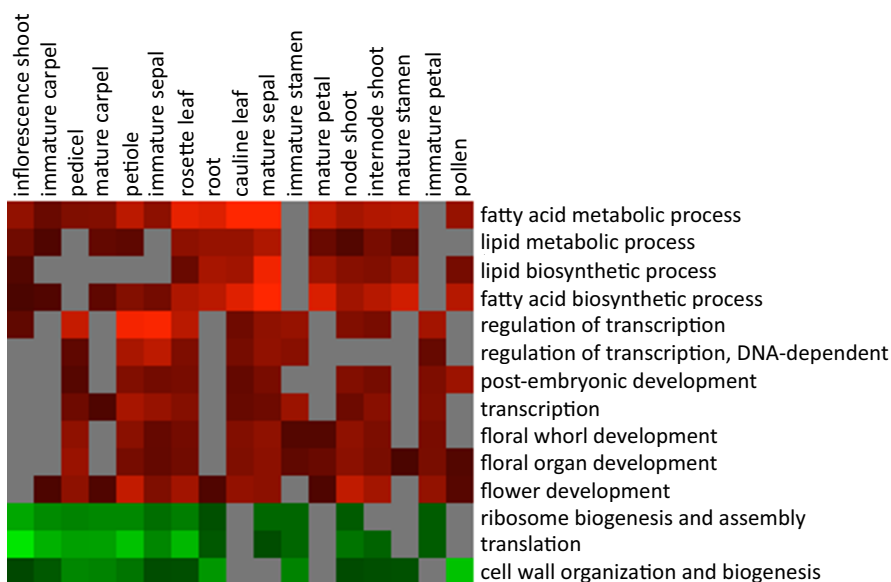 inflorescence shoot
immature carpel
pedicel
mature carpel
petiole
immature sepal
rosette leaf
root
cauline leaf
mature sepal
immature stamen
mature petal
node shoot
internode shoot
mature stamen
immature petal
pollen
fatty acid metabolic process
lipid metabolic process
lipid biosynthetic process
fatty acid biosynthetic process
regulation of transcription
regulation of transcription, DNA-dependent
post-embryonic development
transcription
floral whorl development
floral organ development
flower development
ribosome biogenesis and assembly
translation
cell wall organization and biogenesis